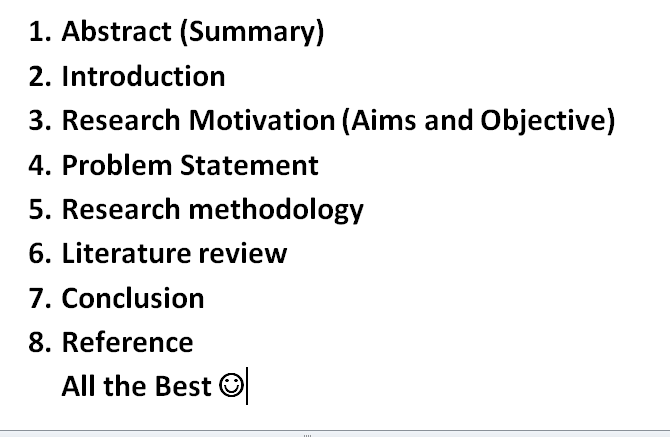 1. Abstract (Summary)
2. Introduction
3. Research Motivation (Aims and Objective)
4. Problem Statement
5. Research methodology
6. Literature review
7. Conclusion
8. Reference
All the Best ☺